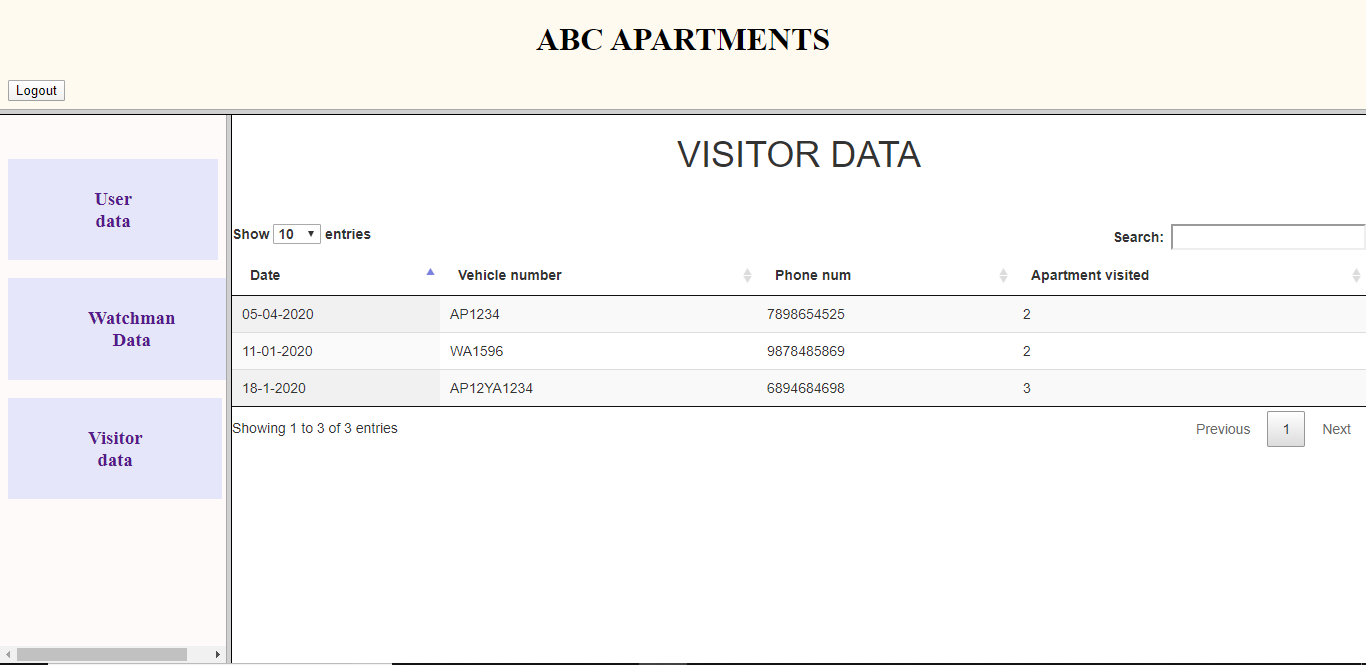 ABC APARTMENTS
Logout
User
data
Watchman
Data
Visitor
data
VISITOR DATA
Show 10 entries
Search:
Date Vehicle number Phone num Apartment visited
05-04-2020 AP1234 7898654525 2
11-01-2020 WA1596 9878485869 2
18-1-2020 AP12YA1234 6894684698 3
Showing 1 to 3 of 3 entries
Previous 1 Next